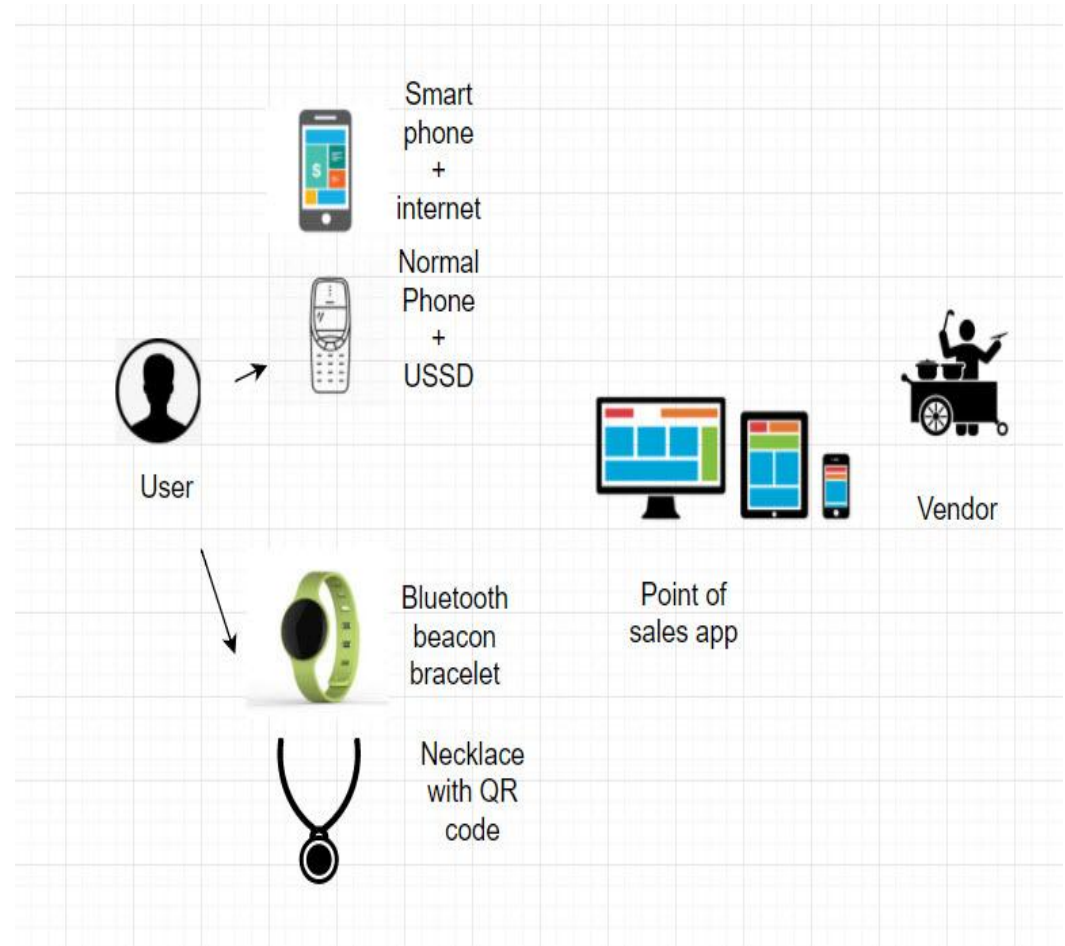 Smart
phone
+
internet
Normal
Phone
+
USSD
User
Vendor
Bluetooth
beacon
bracelet
Point of
sales app
Necklace
with QR
code